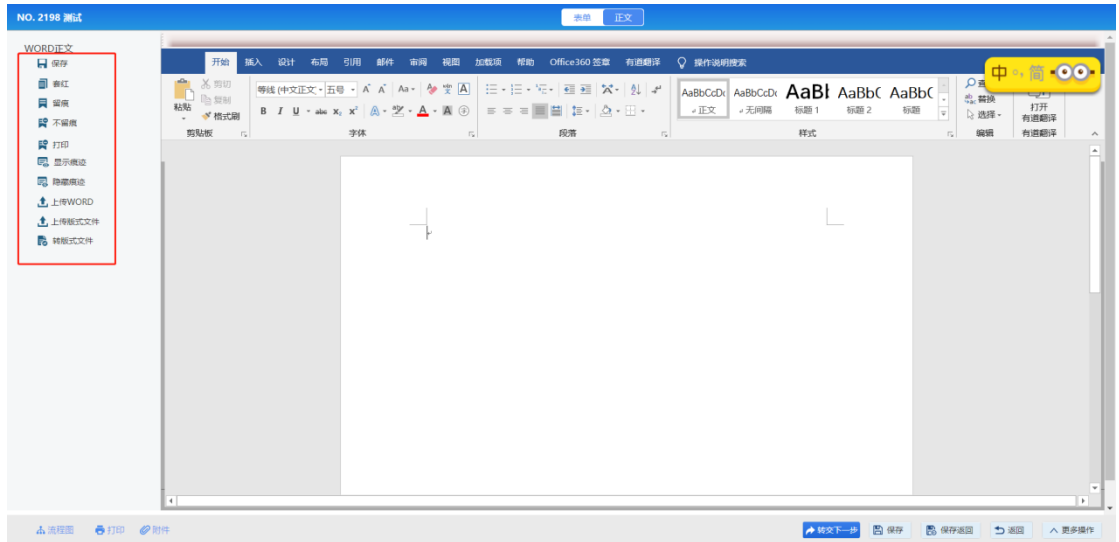 NO. 2198 测试
表单 正文
WORD正文
保存
套红
留痕
不留痕
打印
显示痕迹
隐藏痕迹
上传WORD
上传版式文件
转版式文件
开始 插入 设计 布局 引用 邮件 审阅 视图 加载项 帮助 Office360 签章 有道翻译 操作说明搜索
粘贴
剪切
复制
格式刷
剪贴板
等线 (中文正文 五号
字体
段落
AaBbCcDc AaBbCcDc AaBb AaBbC AaBbC
正文 无间隔 标题 1 标题 2 标题
样式
替换
选择
编辑
打开
有道翻译
有道翻译
中 简
流程图 打印 附件
转交下一步 保存 保存返回 返回 更多操作